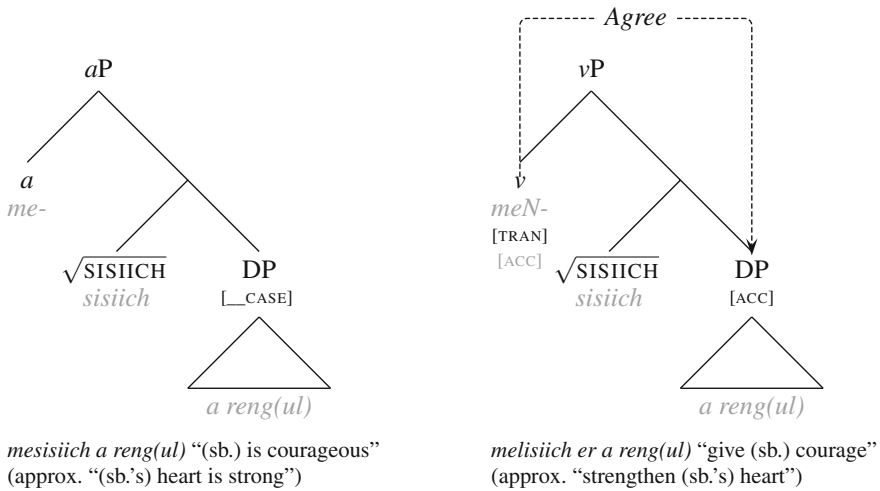 Agree
aP
vP
a
v
me-
meN-
[TRAN]
[ACC]
√SISIICH
DP
√SISIICH
DP
sisiich
[__CASE]
sisiich
[ACC]
a reng(ul)
a reng(ul)
mesisiich a reng(ul) “(sb.) is courageous”
(approx. “(sb.’s) heart is strong”)
melisiich er a reng(ul) “give (sb.) courage”
(approx. “strengthen (sb.’s) heart”)